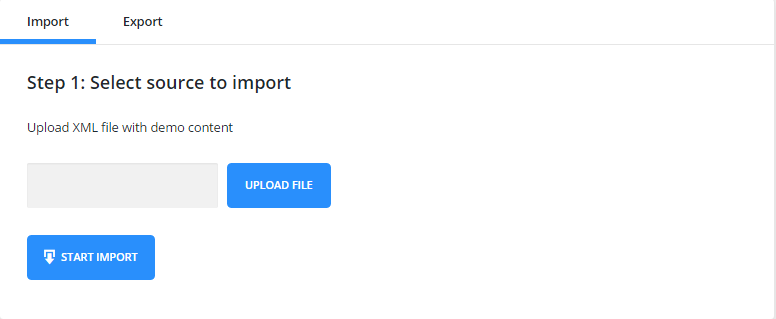 Import
Export
Step 1: Select source to import
Upload XML file with demo content
UPLOAD FILE
START IMPORT